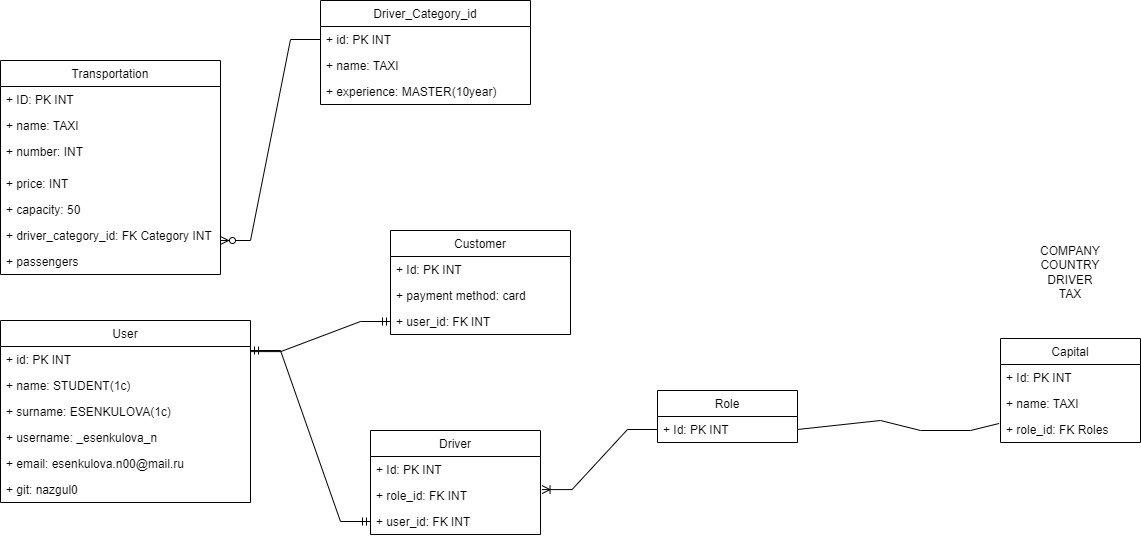 Driver_Category_id
+ id: PK INT
+ name: TAXI
+ experience: MASTER(10year)
Transportation
+ ID: PK INT
+ name: TAXI
+ number: INT
+ price: INT
+ capacity: 50
+ driver_category_id: FK Category INT
+ passengers
Customer
+ Id: PK INT
+ payment method: card
+ user_id: FK INT
COMPANY
COUNTRY
DRIVER
TAX
User
+ id: PK INT
+ name: STUDENT(1c)
+ surname: ESENKULOVA(1c)
+ username: _esenkulova_n
+ email: esenkulova.n00@mail.ru
+ git: nazgul0
Driver
+ Id: PK INT
+ role_id: FK INT
+ user_id: FK INT
Role
+ Id: PK INT
Capital
+ Id: PK INT
+ name: TAXI
+ role_id: FK Roles